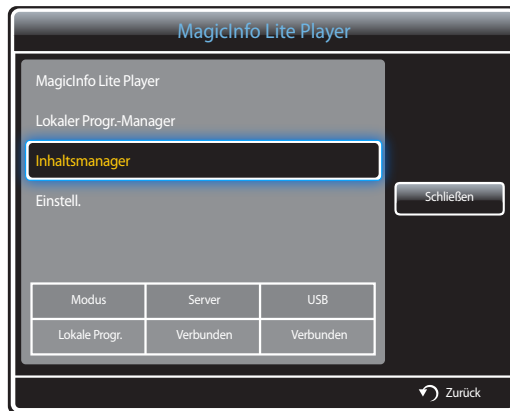 MagicInfo Lite Player
MagicInfo Lite Player
Lokaler Progr.-Manager
Inhaltsmanager
Einstell.
Schließen
Modus Server USB
Lokale Progr. Verbunden Verbunden
Zurück